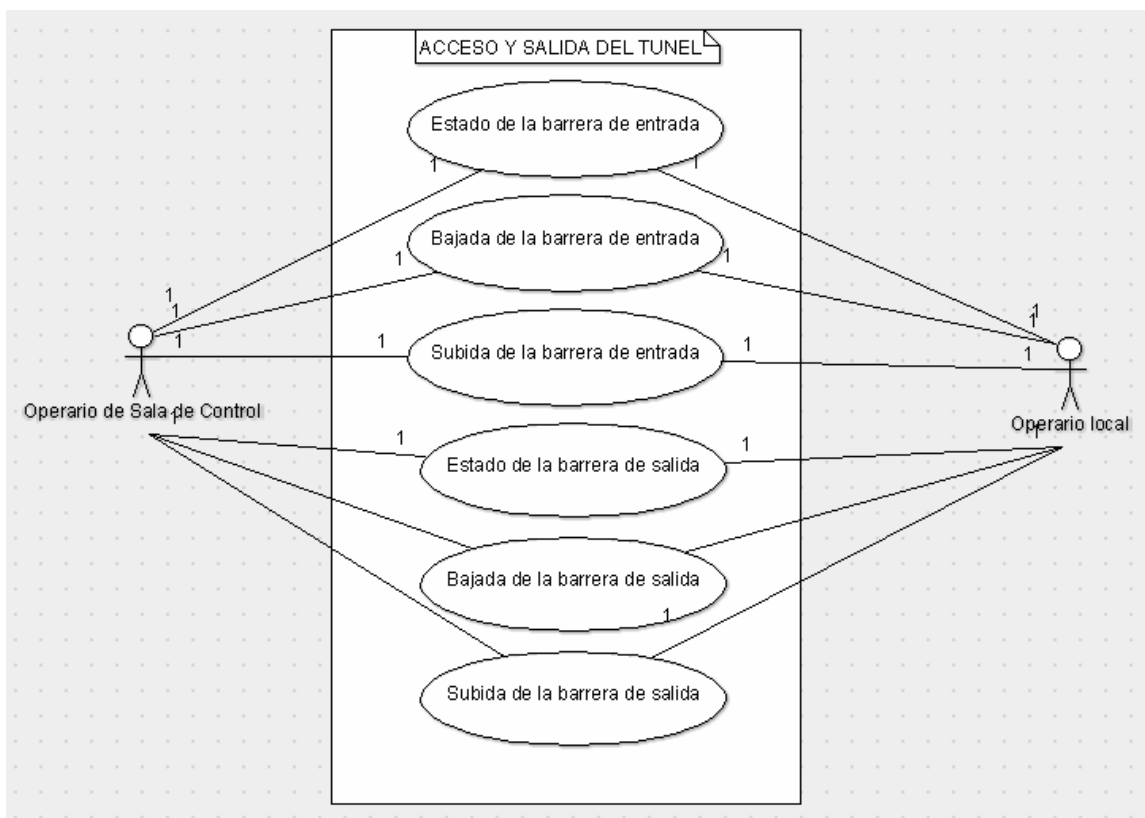 ACCESO Y SALIDA DEL TUNEL
Estado de la barrera de entrada
1
1
Bajada de la barrera de entrada
1
1
1
1
1
1
1
1
Subida de la barrera de entrada
1
1
1
Operario de Sala de Control
1
Operario local
1
1
1
Estado de la barrera de salida
Bajada de la barrera de salida
1
Subida de la barrera de salida